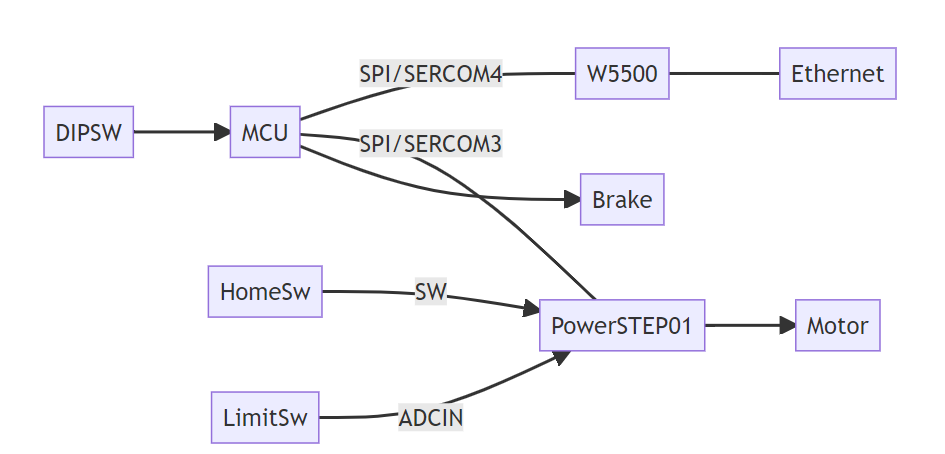 SPI/SERCOM4
W5500
Ethernet
DIPSW
MCU
SPI/SERCOM3
Brake
HomeSw
SW
PowerSTEP01
Motor
LimitSw
ADCIN